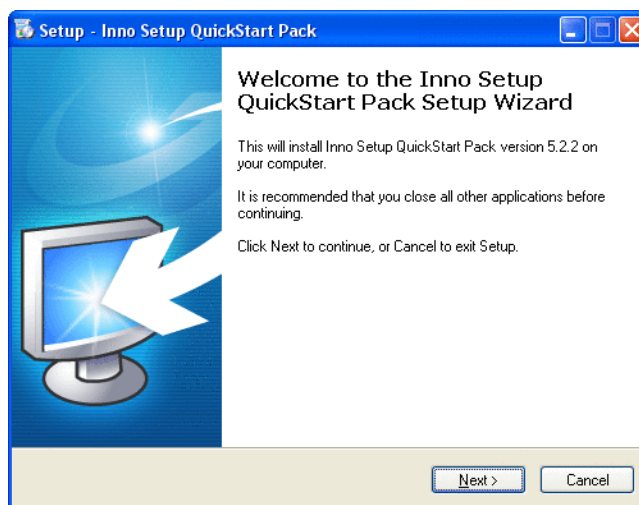 Setup - Inno Setup QuickStart Pack
Welcome to the Inno Setup
QuickStart Pack Setup Wizard
This will install Inno Setup QuickStart Pack version 5.2.2 on
your computer.
It is recommended that you close all other applications before
continuing.
Click Next to continue, or Cancel to exit Setup.
Next >
Cancel